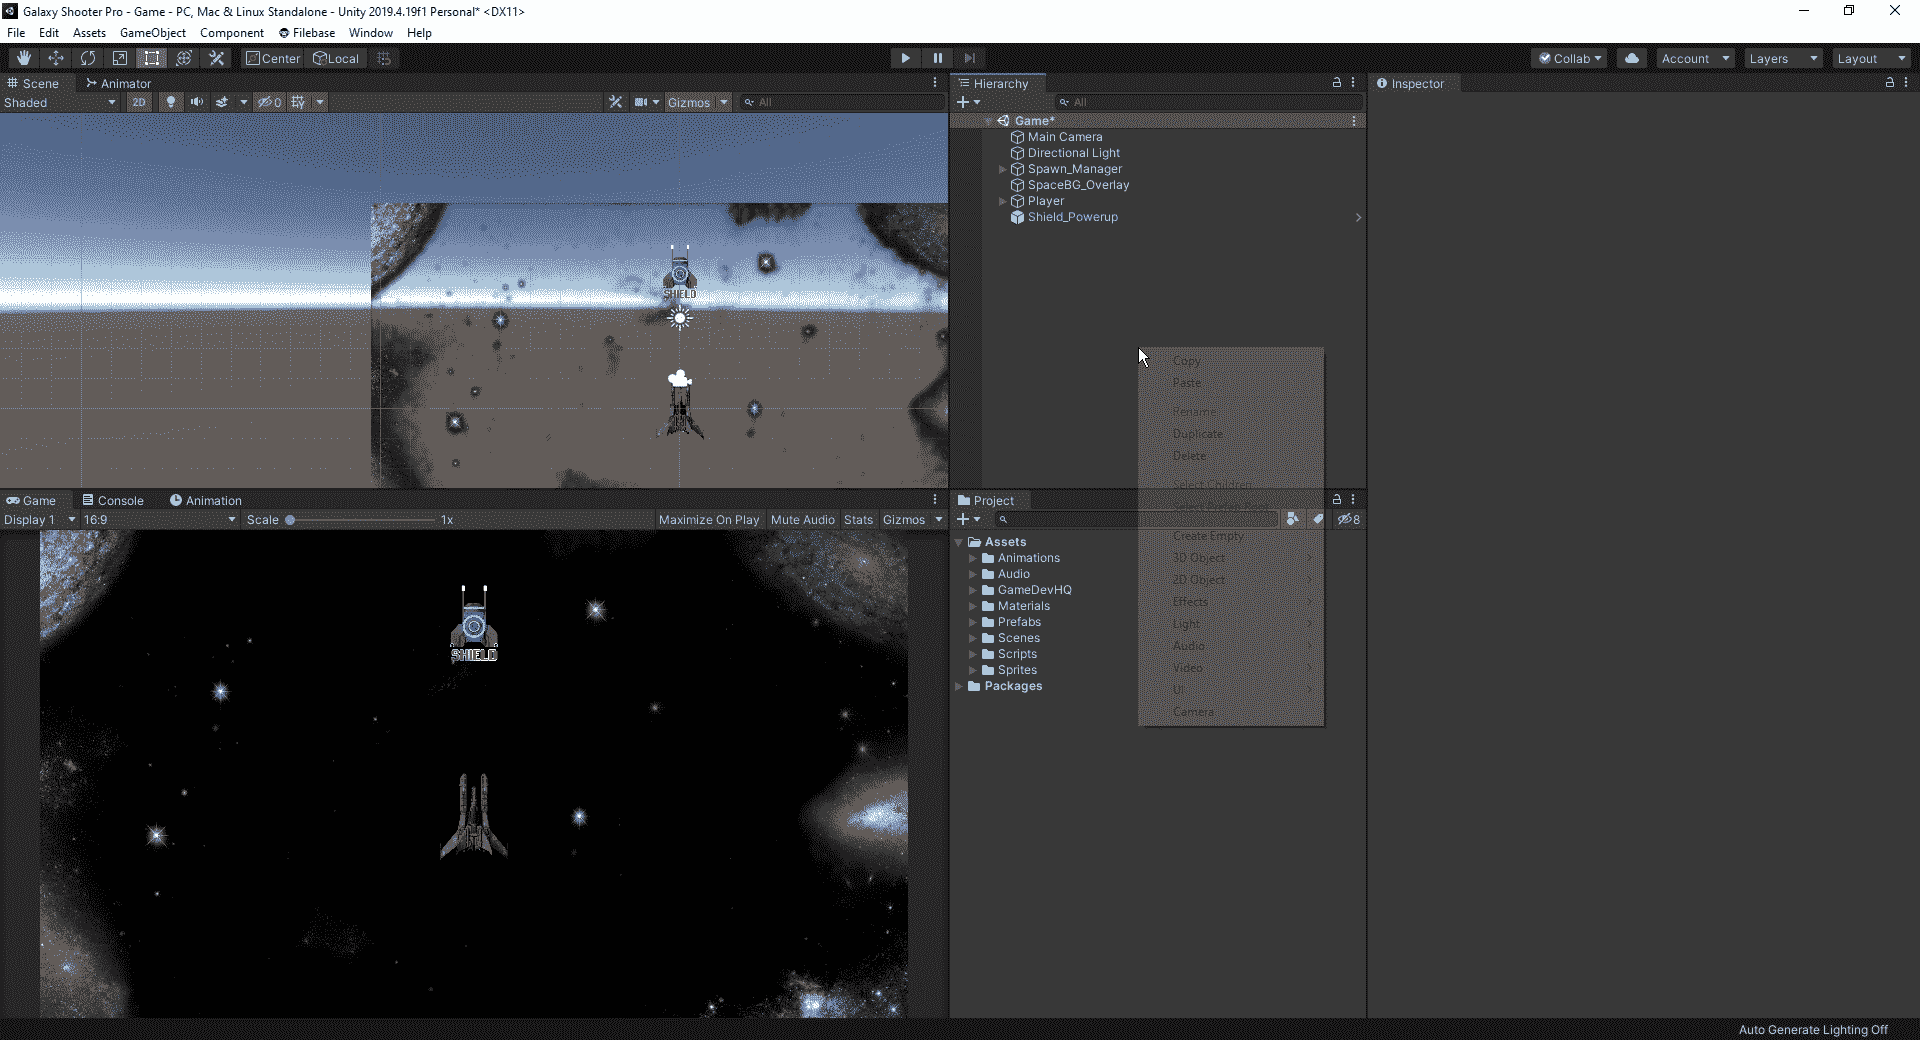 Galaxy Shooter Pro - Game - PC, Mac & Linux Standalone - Unity 2019.4.19f1 Personal* <DX11>
File Edit Assets GameObject Component Filebase Window Help
Center Local Collab Account Layers Layout
Scene Animator
Shaded 2D 0 Gizmos All
SHIELD
Hierarchy
All
Game*
Main Camera
Directional Light
Spawn_Manager
SpaceBG_Overlay
Player
Shield_Powerup
Inspector
Copy
Paste
Rename
Duplicate
Delete
Select Children
Create Empty
3D Object
2D Object
Effects
Light
Audio
Video
UI
Camera
Game Console Animation
Display 1 16:9 Scale 1x Maximize On Play Mute Audio Stats Gizmos
SHIELD
Project
8
Assets
Animations
Audio
GameDevHQ
Materials
Prefabs
Scenes
Scripts
Sprites
Packages
Auto Generate Lighting Off